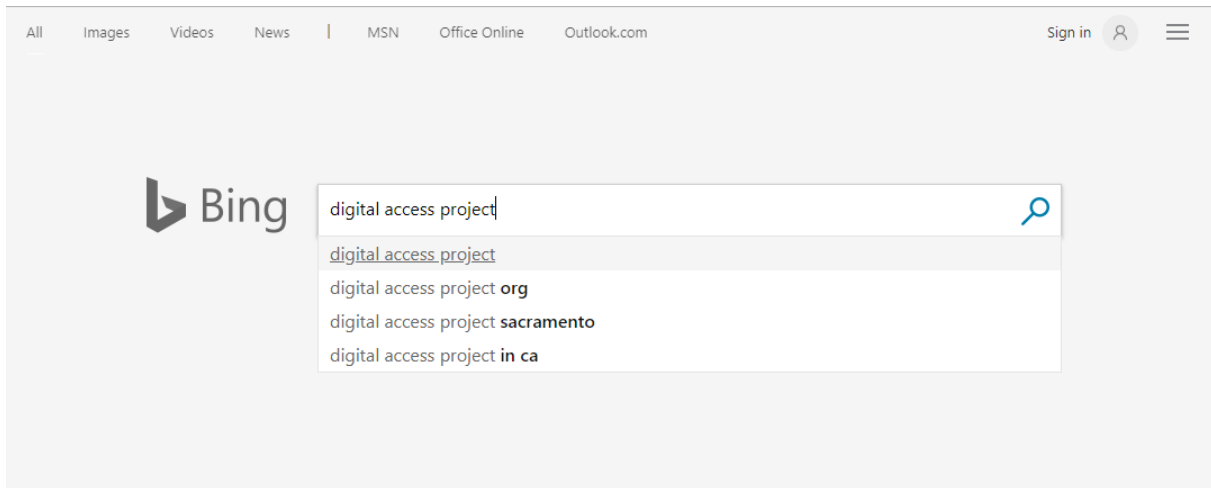 All Images Videos News | MSN Office Online Outlook.com Sign in
Bing digital access project
digital access project
digital access project org
digital access project sacramento
digital access project in ca